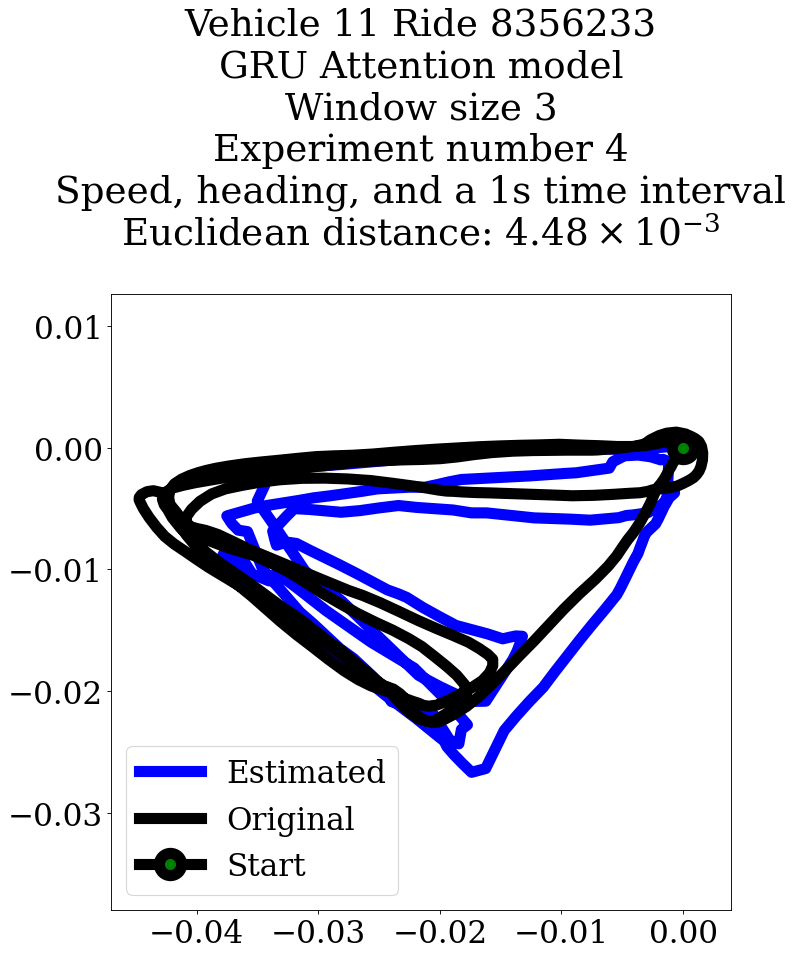 Vehicle 11 Ride 8356233
GRU Attention model
Window size 3
Experiment number 4
Speed, heading, and a 1s time interval
Euclidean distance: 4.48 × 10⁻³
0.01
0.00
−0.01
−0.02
−0.03
Estimated
Original
Start
−0.04 −0.03 −0.02 −0.01 0.00